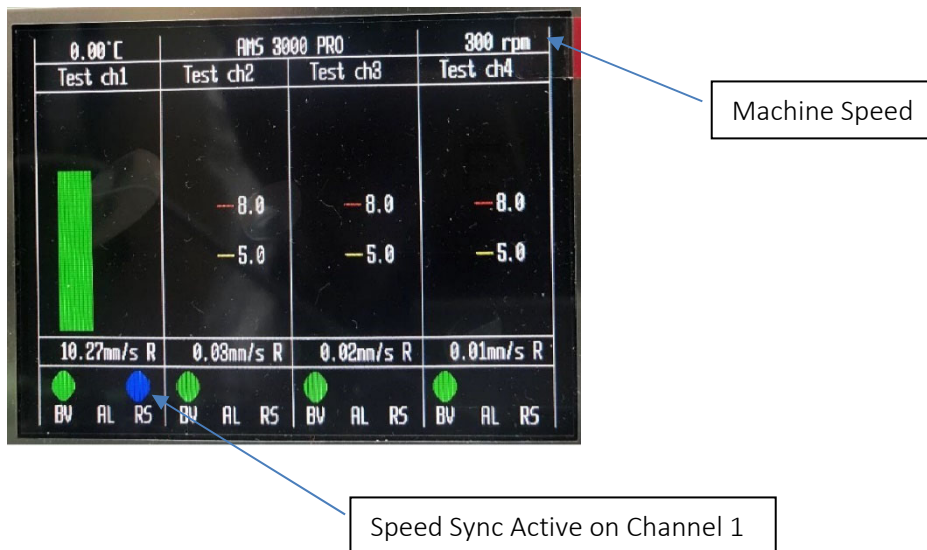 0.00°C AMS 3000 PRO 300 rpm
Test ch1 Test ch2 Test ch3 Test ch4
Machine Speed
8.0 8.0 8.0
5.0 5.0 5.0
10.27mm/s R 0.03mm/s R 0.02mm/s R 0.01mm/s R
BV AL RS BV AL RS BV AL RS BV AL RS
Speed Sync Active on Channel 1